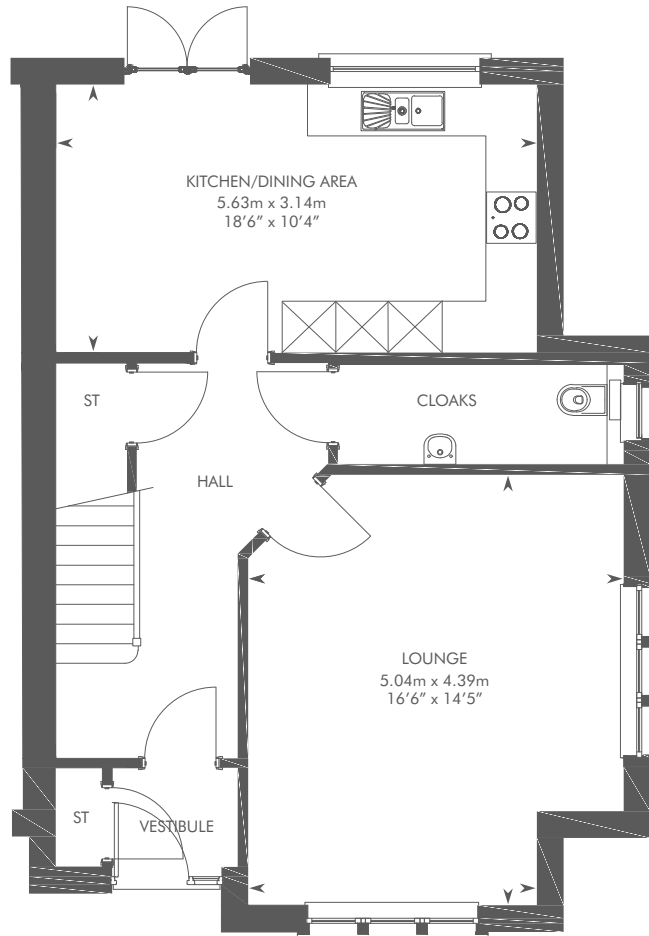 KITCHEN/DINING AREA
5.63m x 3.14m
18’6” x 10’4”
ST
CLOAKS
HALL
LOUNGE
5.04m x 4.39m
16’6” x 14’5”
ST
VESTIBULE